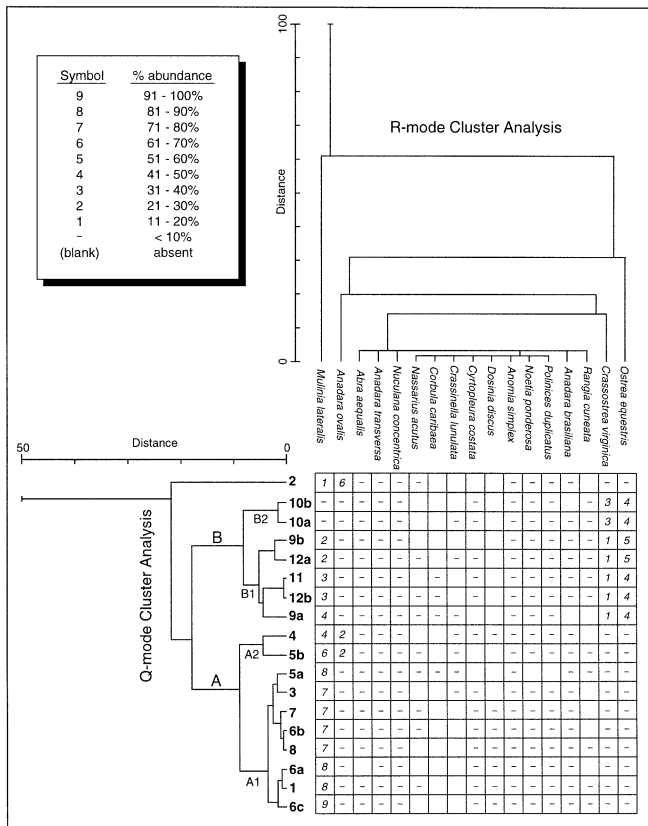 Symbol % abundance
9 91 - 100%
8 81 - 90%
7 71 - 80%
6 61 - 70%
5 51 - 60%
4 41 - 50%
3 31 - 40%
2 21 - 30%
1 11 - 20%
– < 10%
(blank) absent
100
R-mode Cluster Analysis
Distance
0
Mulinia lateralis
Anadara ovalis
Abra aequalis
Anadara transversa
Nuculana concentrica
Nassarius acutus
Corbula caribaea
Crassinella lunulata
Cyrtopleura costata
Dosinia discus
Anomia simplex
Noetia ponderosa
Polinices duplicatus
Anadara brasiliana
Rangia cuneata
Crassostrea virginica
Ostrea equestris
50 Distance 0
Q-mode Cluster Analysis
B
B2
B1
A
A2
A1
2 1 6 – – – – – – – – – – –
10b – – – – – – – – – – – 3 4
10a – – – – – – – – – – – – 3 4
9b 2 – – – – – – – – – – 1 5
12a 2 – – – – – – – – – – – – 1 5
11 3 – – – – – – – – – – 1 4
12b 3 – – – – – – – – – – – 1 4
9a 4 – – – – – – – – – – 1 4
4 4 2 – – – – – – – – – – – – –
5b 6 2 – – – – – – – – – – – –
5a 8 – – – – – – – – – – – –
3 7 – – – – – – – – – – – – –
7 7 – – – – – – – – – – – – –
6b 7 – – – – – – – – – – – – –
8 7 – – – – – – – – – – – –
6a 8 – – – – – – – – – – – –
1 8 – – – – – – – – – – – –
6c 9 – – – – – – – – – – – –